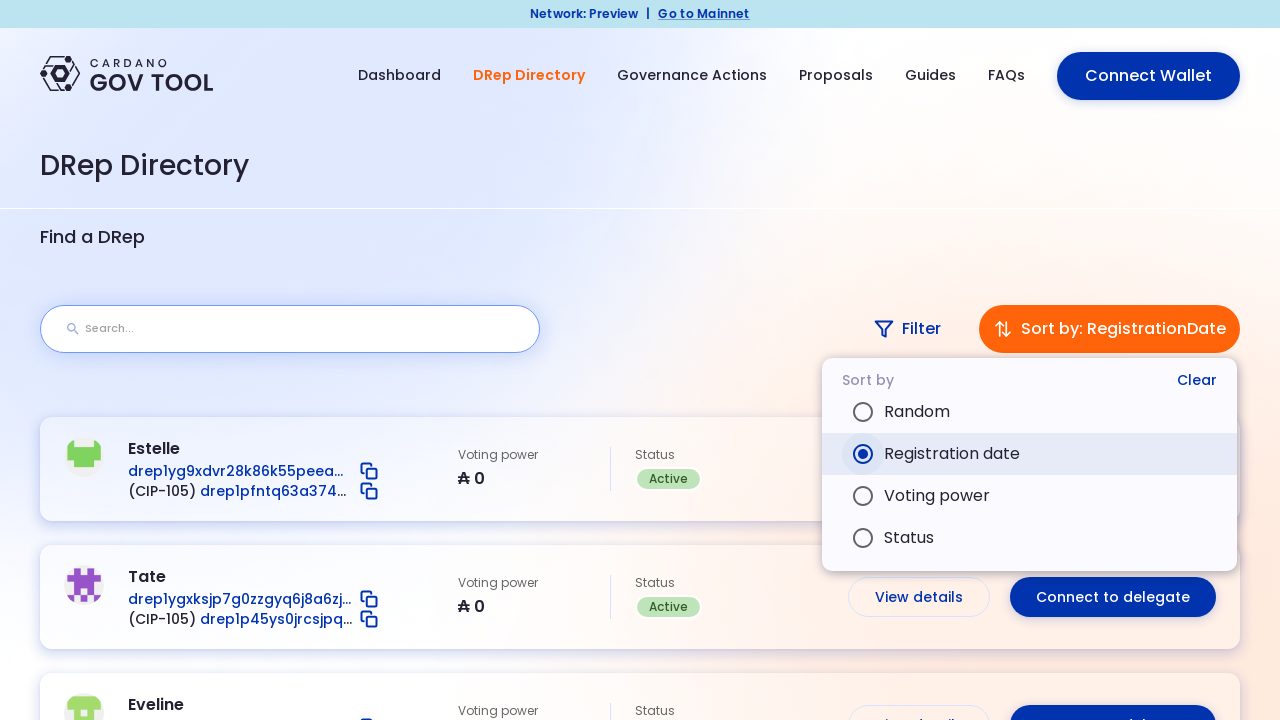 Network: Preview | Go to Mainnet
CARDANO
GOV TOOL
Dashboard
DRep Directory
Governance Actions
Proposals
Guides
FAQs
Connect Wallet
DRep Directory
Find a DRep
Search...
Filter
Sort by: RegistrationDate
Sort by
Clear
Random
Registration date
Voting power
Status
Estelle
drep1yg9xdvr28k86k55peea...
(CIP-105) drep1pfntq63a374...
Voting power
₳ 0
Status
Active
Tate
drep1ygxksjp7g0zzgyq6j8a6zj...
(CIP-105) drep1p45ys0jrcsjpq...
Voting power
₳ 0
Status
Active
View details
Connect to delegate
Eveline
Voting power
Status